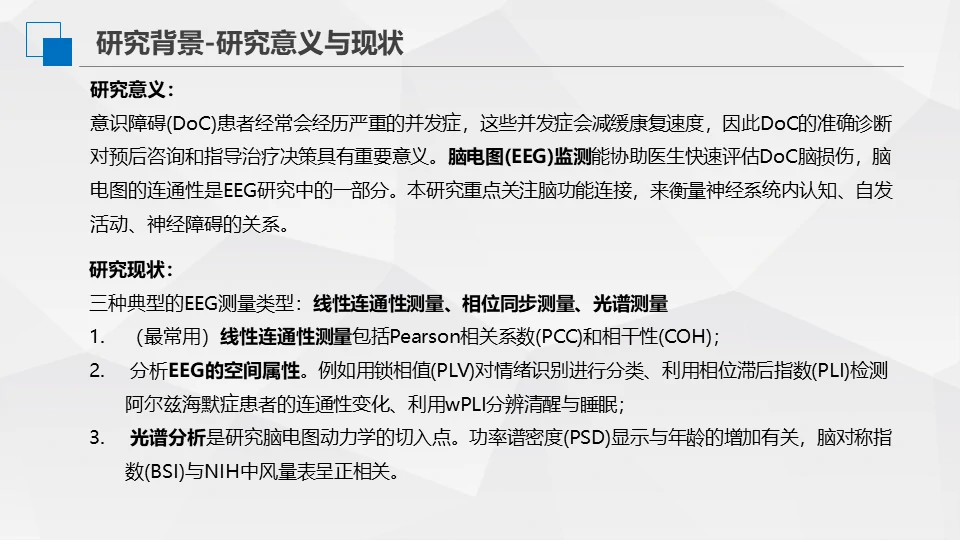 研究背景-研究意义与现状
研究意义：
意识障碍(DoC)患者经常会经历严重的并发症，这些并发症会减缓康复速度，因此DoC的准确诊断
对预后咨询和指导治疗决策具有重要意义。脑电图(EEG)监测能协助医生快速评估DoC脑损伤，脑
电图的连通性是EEG研究中的一部分。本研究重点关注脑功能连接，来衡量神经系统内认知、自发
活动、神经障碍的关系。
研究现状：
三种典型的EEG测量类型：线性连通性测量、相位同步测量、光谱测量
1. （最常用）线性连通性测量包括Pearson相关系数(PCC)和相干性(COH)；
2. 分析EEG的空间属性。例如用锁相值(PLV)对情绪识别进行分类、利用相位滞后指数(PLI)检测
阿尔兹海默症患者的连通性变化、利用wPLI分辨清醒与睡眠；
3. 光谱分析是研究脑电图动力学的切入点。功率谱密度(PSD)显示与年龄的增加有关，脑对称指
数(BSI)与NIH中风量表呈正相关。